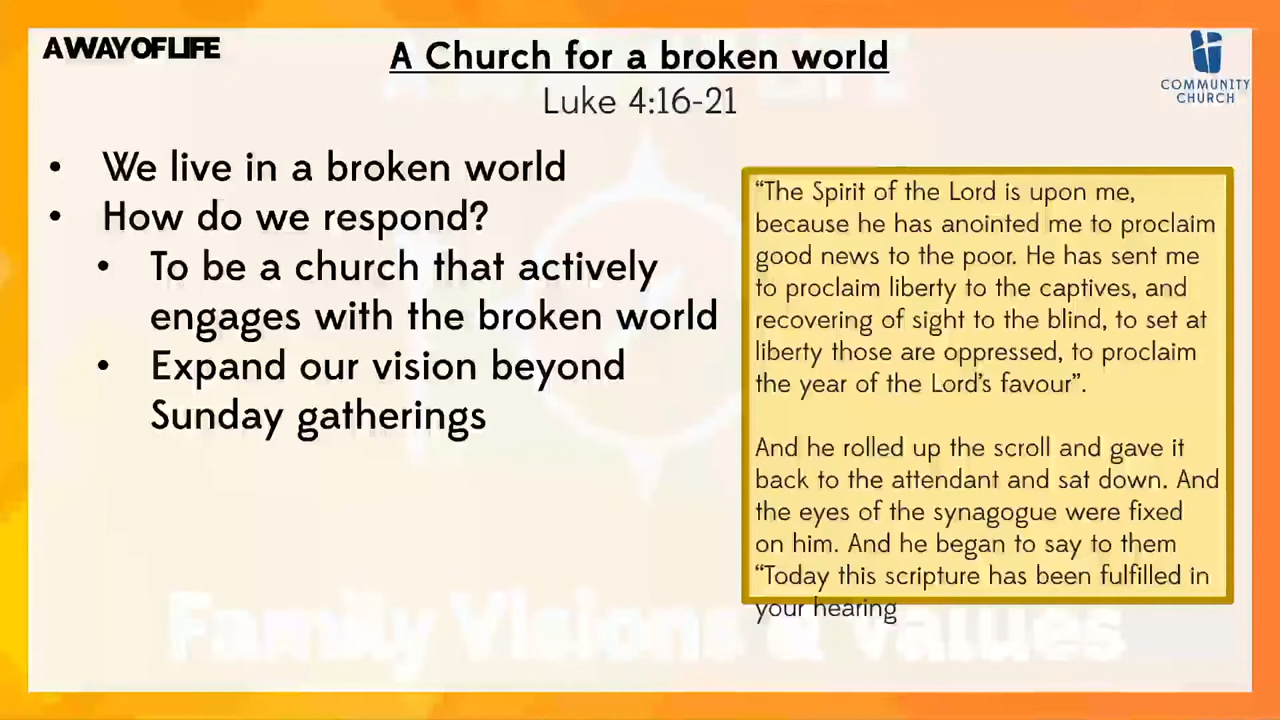 A WAY OF LIFE
A Church for a broken world
Luke 4:16-21
COMMUNITY
CHURCH
• We live in a broken world
• How do we respond?
• To be a church that actively
engages with the broken world
• Expand our vision beyond
Sunday gatherings
“The Spirit of the Lord is upon me,
because he has anointed me to proclaim
good news to the poor. He has sent me
to proclaim liberty to the captives, and
recovering of sight to the blind, to set at
liberty those are oppressed, to proclaim
the year of the Lord’s favour”.
And he rolled up the scroll and gave it
back to the attendant and sat down. And
the eyes of the synagogue were fixed
on him. And he began to say to them
“Today this scripture has been fulfilled in
your hearing
Family Visions & Values